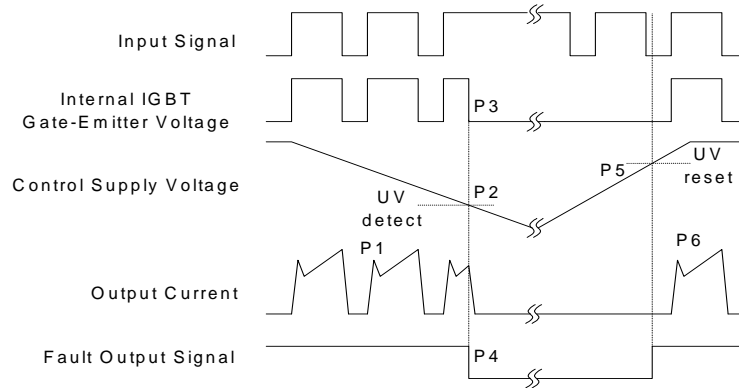 Input Signal
Internal IGBT
Gate-Emitter Voltage
P3
Control Supply Voltage
P5
UV
reset
P2
UV
detect
P1
P6
Output Current
Fault Output Signal
P4